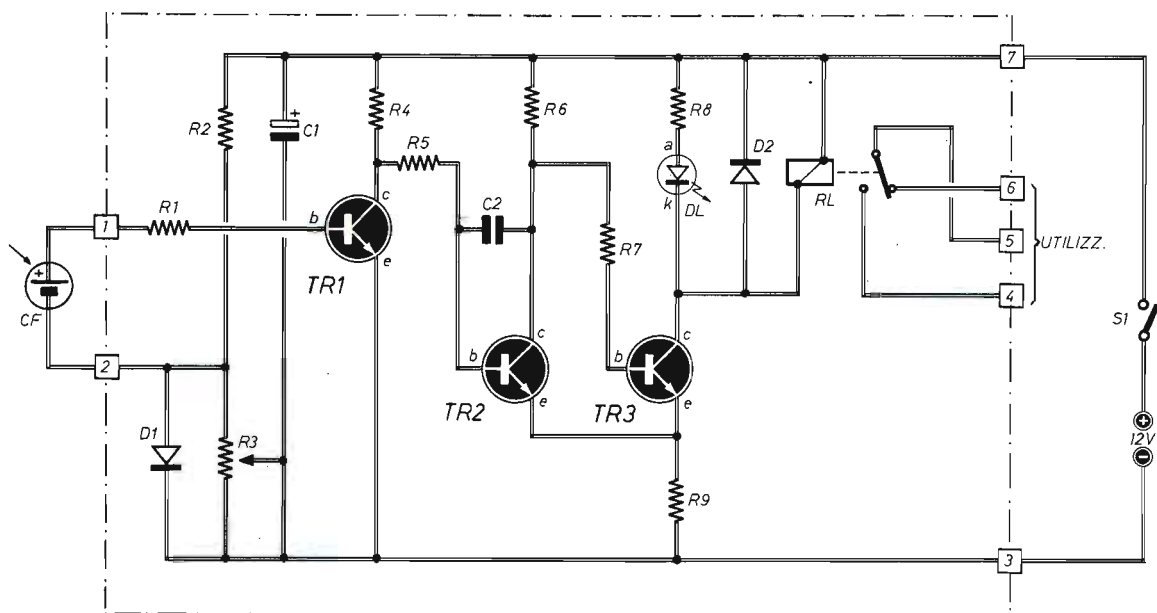 7
R2
+
C1
R4
R6
R8
R5
a
D2
DL
k
RL
6
5
4
UTILIZZ.
1
R1
b
c
e
TR1
C2
R7
+
CF
2
S1
b
c
e
TR2
b
c
e
TR3
D1
R3
R9
+
12V
−
3